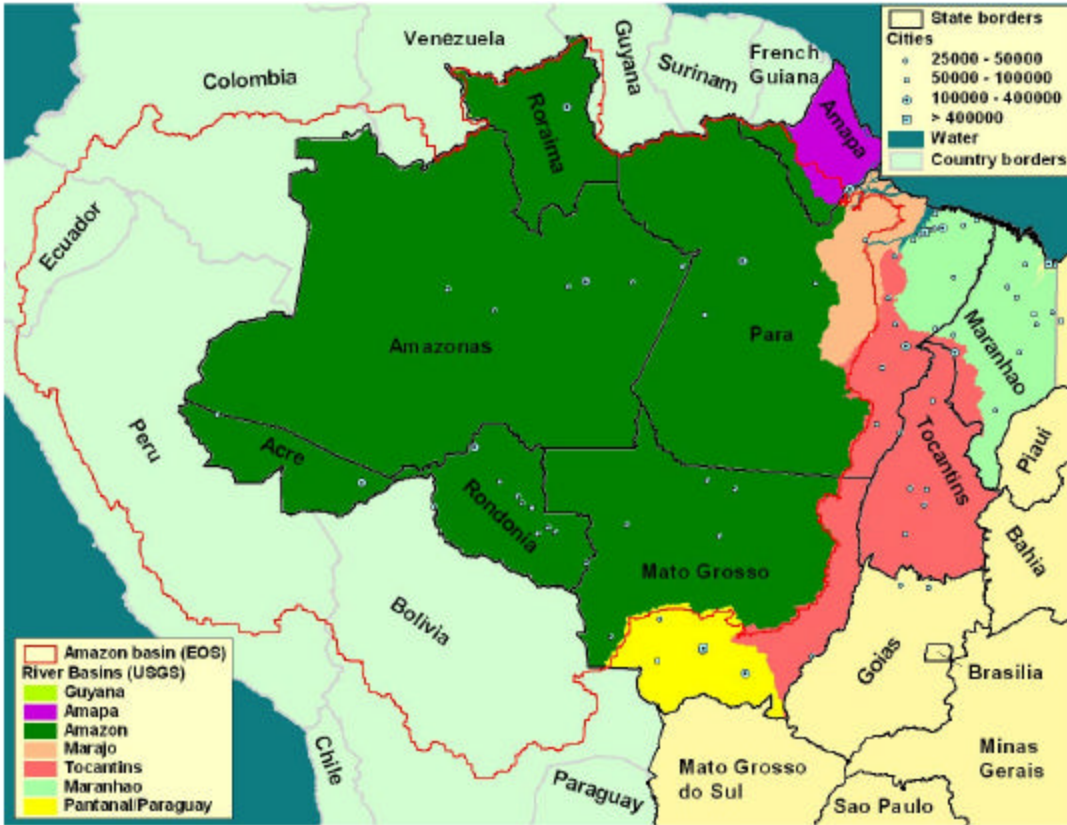 State borders
Cities
25000 - 50000
50000 - 100000
100000 - 400000
> 400000
Water
Country borders
Venezuela
Guyana
Surinam
French
Guiana
Colombia
Roraima
Amapa
Ecuador
Amazonas
Para
Maranhao
Peru
Acre
Tocantins
Piaui
Rondonia
Bahia
Mato Grosso
Bolivia
Goias
Brasilia
Chile
Paraguay
Mato Grosso
do Sul
Minas
Gerais
Sao Paulo
Amazon basin (EOS)
River Basins (USGS)
Guyana
Amapa
Amazon
Marajo
Tocantins
Maranhao
Pantanal/Paraguay